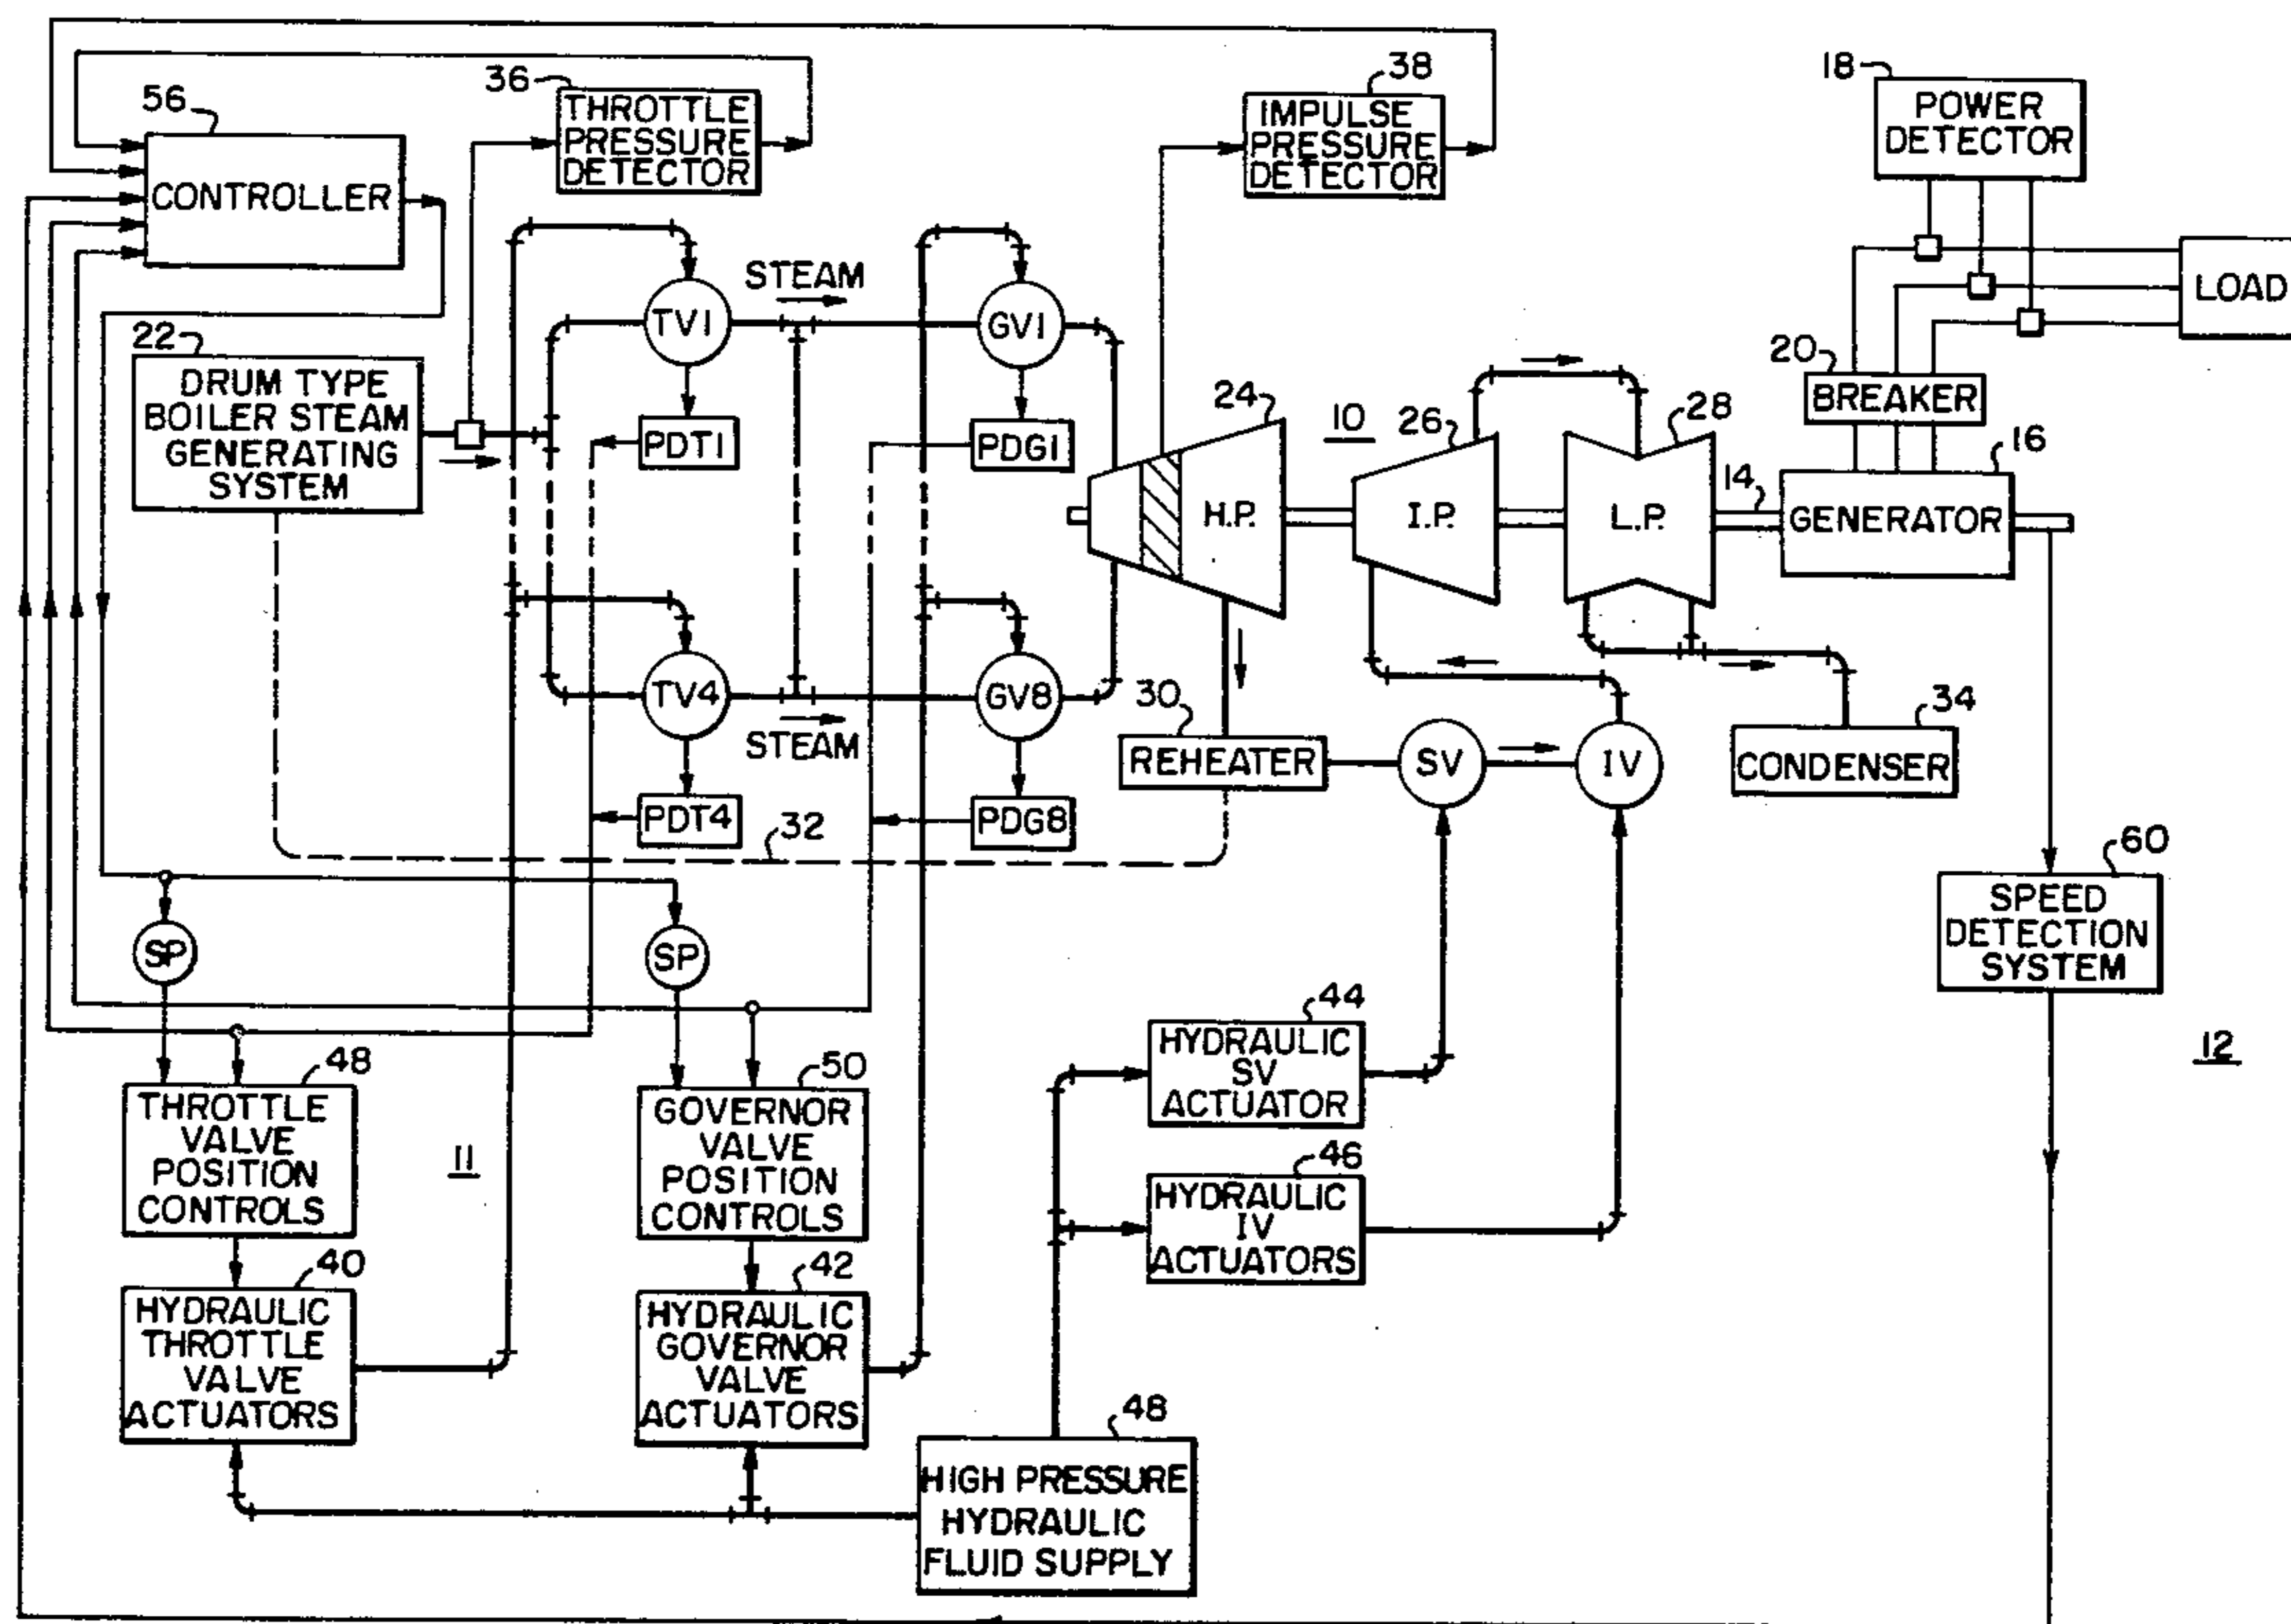 36
THROTTLE
PRESSURE
DETECTOR
38
IMPULSE
PRESSURE
DETECTOR
18
POWER
DETECTOR
56
CONTROLLER
LOAD
STEAM
TV1
GV1
20
BREAKER
22
DRUM TYPE
BOILER STEAM
GENERATING
SYSTEM
PDT1
PDG1
24
10
26
28
14
16
H.P.
I.P.
L.P.
GENERATOR
TV4
GV8
STEAM
30
REHEATER
SV
IV
34
CONDENSER
PDT4
PDG8
32
60
SPEED
DETECTION
SYSTEM
SP
SP
12
48
THROTTLE
VALVE
POSITION
CONTROLS
11
50
GOVERNOR
VALVE
POSITION
CONTROLS
44
HYDRAULIC
SV
ACTUATOR
46
HYDRAULIC
IV
ACTUATORS
40
HYDRAULIC
THROTTLE
VALVE
ACTUATORS
42
HYDRAULIC
GOVERNOR
VALVE
ACTUATORS
48
HIGH PRESSURE
HYDRAULIC
FLUID SUPPLY